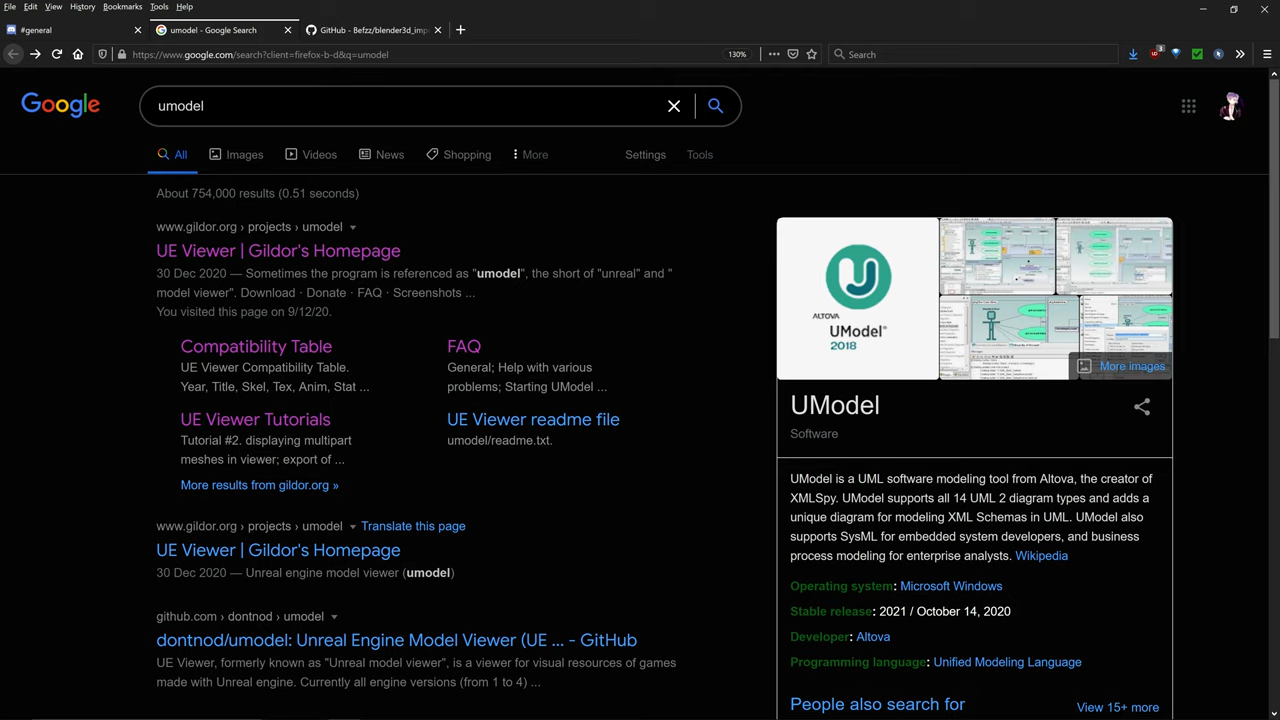 File Edit View History Bookmarks Tools Help
#general
umodel - Google Search
GitHub - Befzz/blender3d_imp
https://www.google.com/search?client=firefox-b-d&q=umodel
130%
Search
3
Google
umodel
All Images Videos News Shopping More Settings Tools
About 754,000 results (0.51 seconds)
www.gildor.org › projects › umodel
UE Viewer | Gildor's Homepage
30 Dec 2020 — Sometimes the program is referenced as "umodel", the short of "unreal" and "
model viewer". Download · Donate · FAQ · Screenshots ...
You visited this page on 9/12/20.
Compatibility Table
UE Viewer Compatibility Table.
Year, Title, Skel, Tex, Anim, Stat ...
FAQ
General; Help with various
problems; Starting UModel ...
UE Viewer Tutorials
Tutorial #2. displaying multipart
meshes in viewer; export of ...
UE Viewer readme file
umodel/readme.txt.
More results from gildor.org »
www.gildor.org › projects › umodel Translate this page
UE Viewer | Gildor's Homepage
30 Dec 2020 — Unreal engine model viewer (umodel)
github.com › dontnod › umodel
dontnod/umodel: Unreal Engine Model Viewer (UE ... - GitHub
UE Viewer, formerly known as "Unreal model viewer", is a viewer for visual resources of games
made with Unreal engine. Currently all engine versions (from 1 to 4) ...
ALTOVA
UModel®
2018
More images
UModel
Software
UModel is a UML software modeling tool from Altova, the creator of
XMLSpy. UModel supports all 14 UML 2 diagram types and adds a
unique diagram for modeling XML Schemas in UML. UModel also
supports SysML for embedded system developers, and business
process modeling for enterprise analysts. Wikipedia
Operating system: Microsoft Windows
Stable release: 2021 / October 14, 2020
Developer: Altova
Programming language: Unified Modeling Language
People also search for
View 15+ more